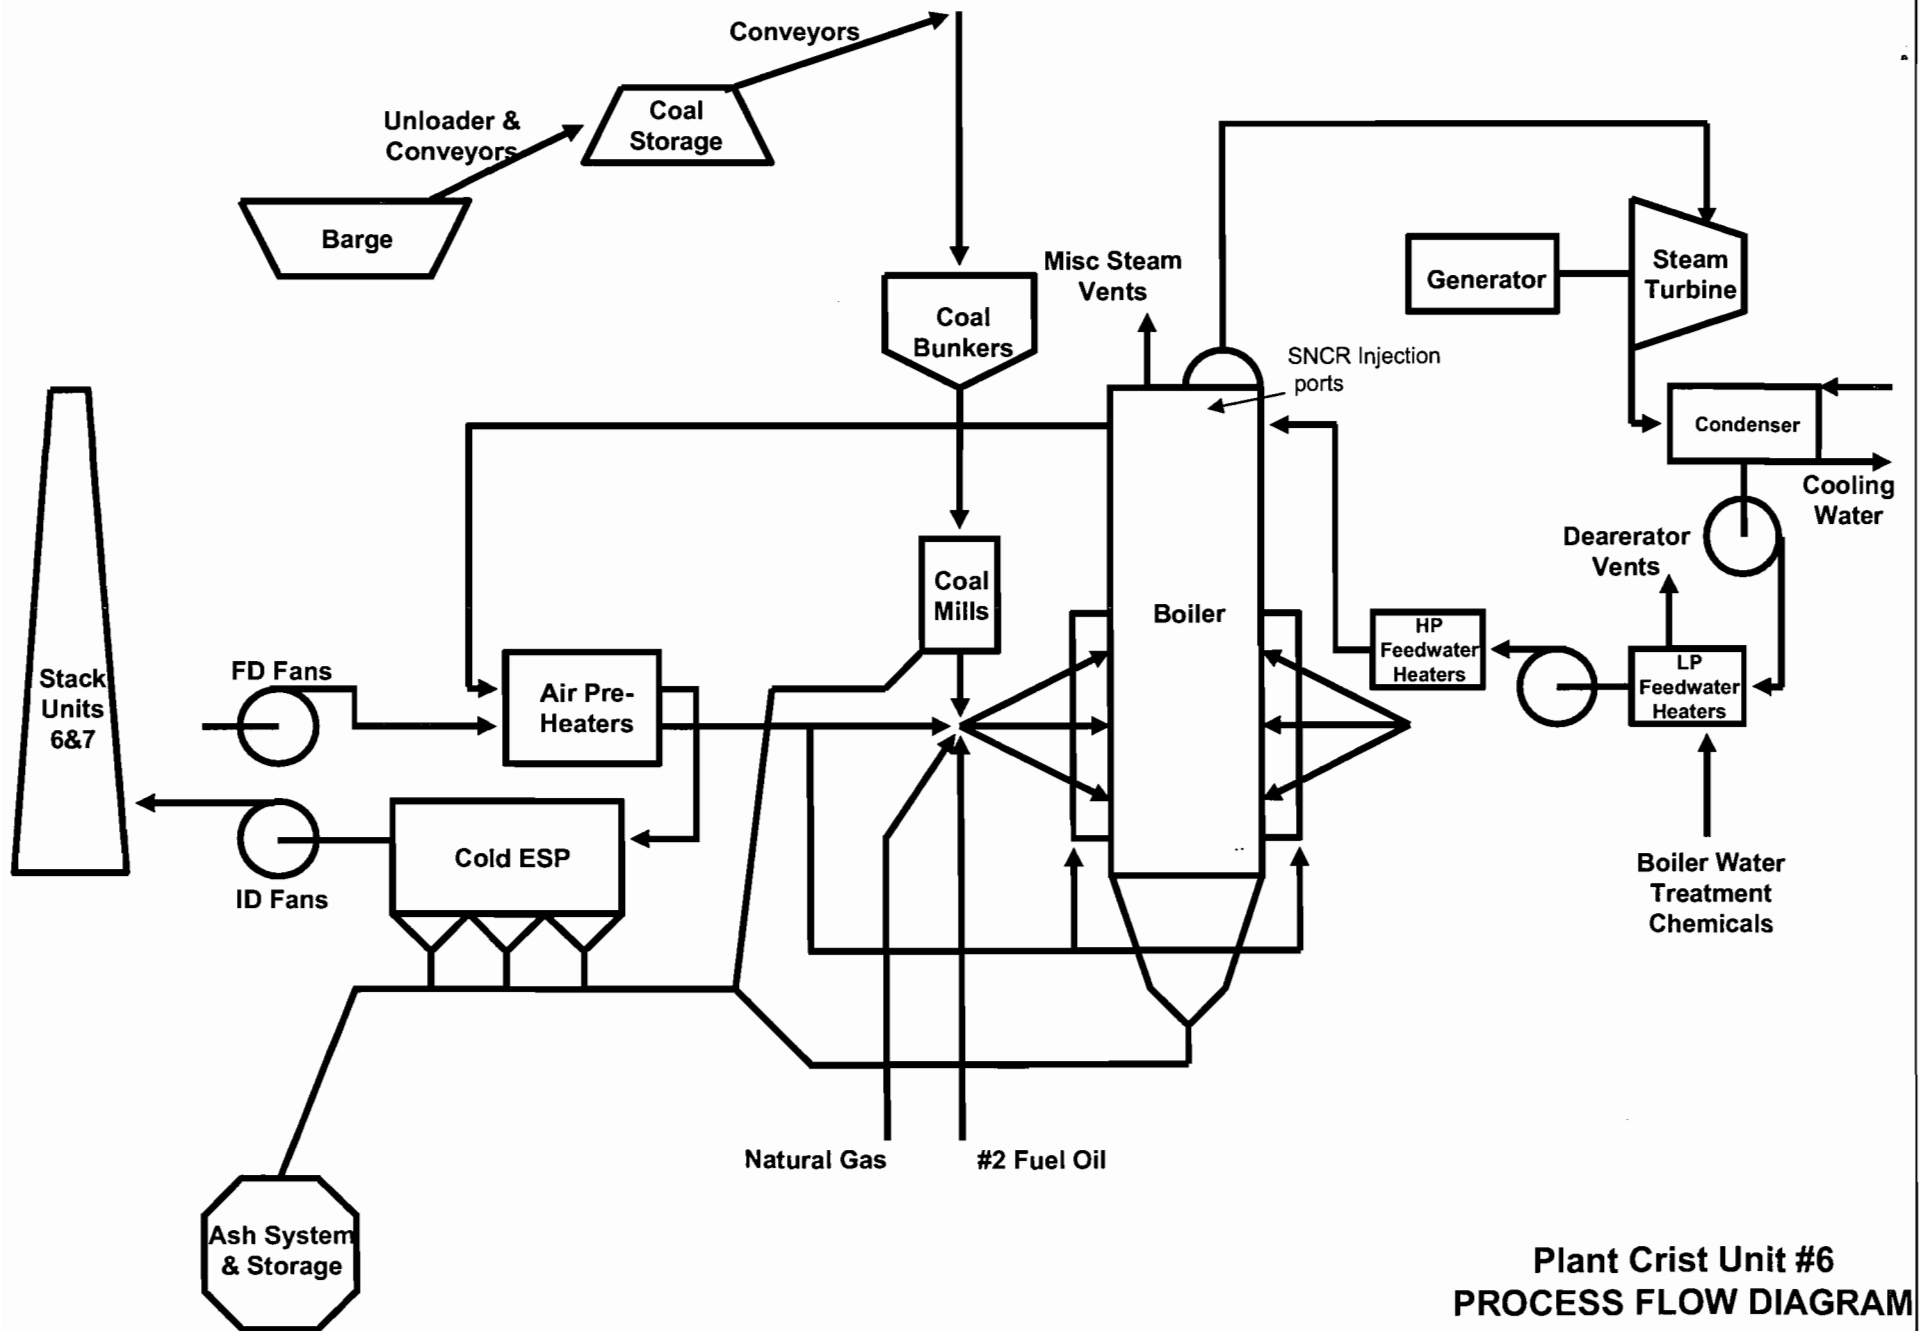 Conveyors
Unloader &
Conveyors
Coal
Storage
Barge
Misc Steam
Vents
Coal
Bunkers
Generator
Steam
Turbine
SNCR Injection
ports
Condenser
Cooling
Water
Dearerator
Vents
Coal
Mills
Boiler
HP
Feedwater
Heaters
LP
Feedwater
Heaters
Stack
Units
6&7
FD Fans
Air Pre-
Heaters
Cold ESP
ID Fans
Boiler Water
Treatment
Chemicals
Natural Gas
#2 Fuel Oil
Ash System
& Storage
Plant Crist Unit #6
PROCESS FLOW DIAGRAM